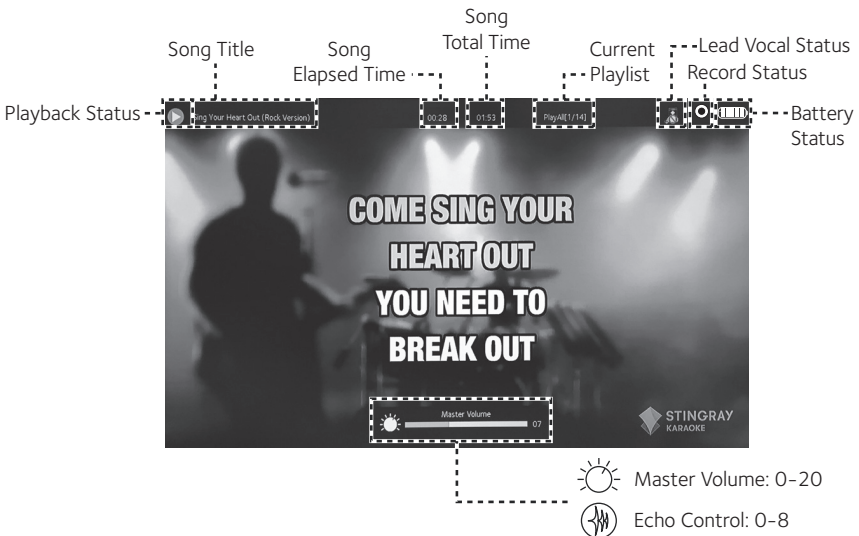 Song
Total Time
Song Title
Song
Elapsed Time
Current
Playlist
Lead Vocal Status
Record Status
Playback Status
Battery
Status
Sing Your Heart Out (Rock Version)
00:28
01:53
PlayAll[1/14]
COME SING YOUR
HEART OUT
YOU NEED TO
BREAK OUT
Master Volume
07
STINGRAY
KARAOKE
Master Volume: 0-20
Echo Control: 0-8